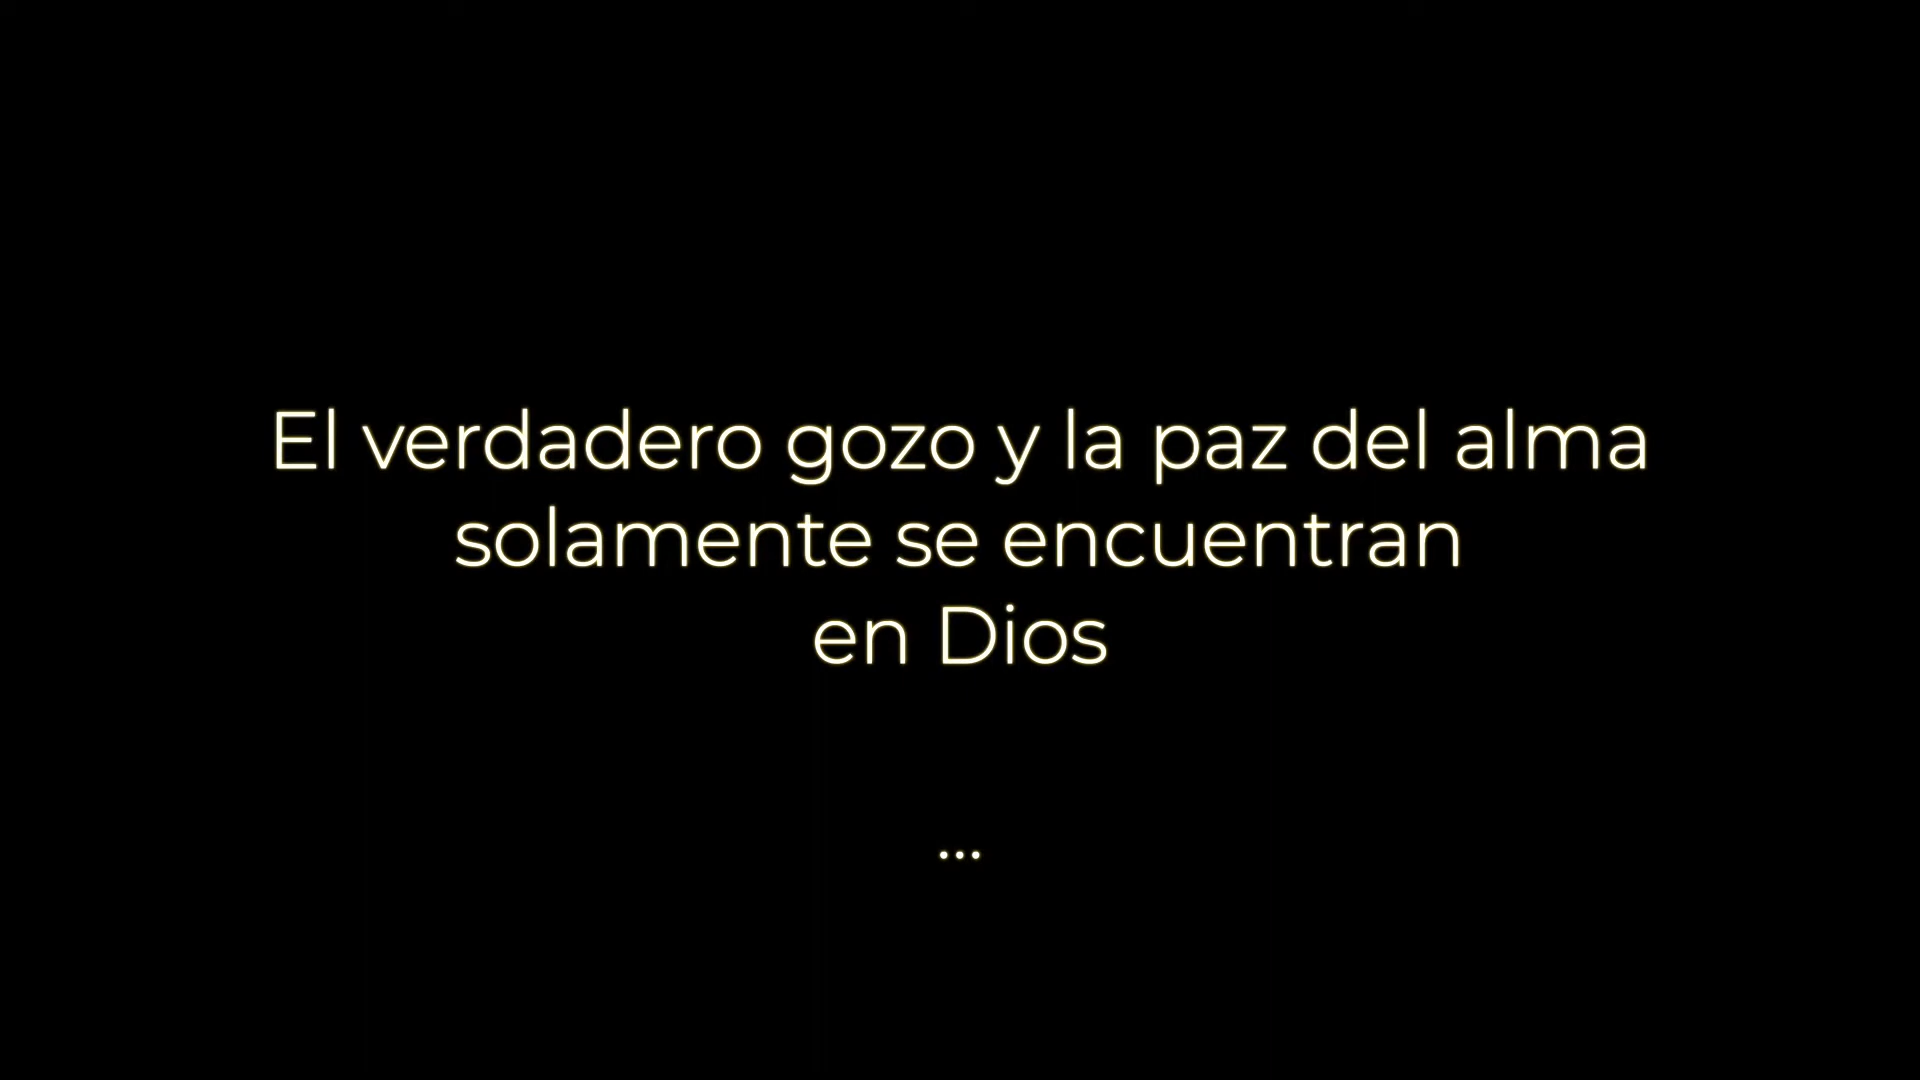 El verdadero gozo y la paz del alma
solamente se encuentran
en Dios
...